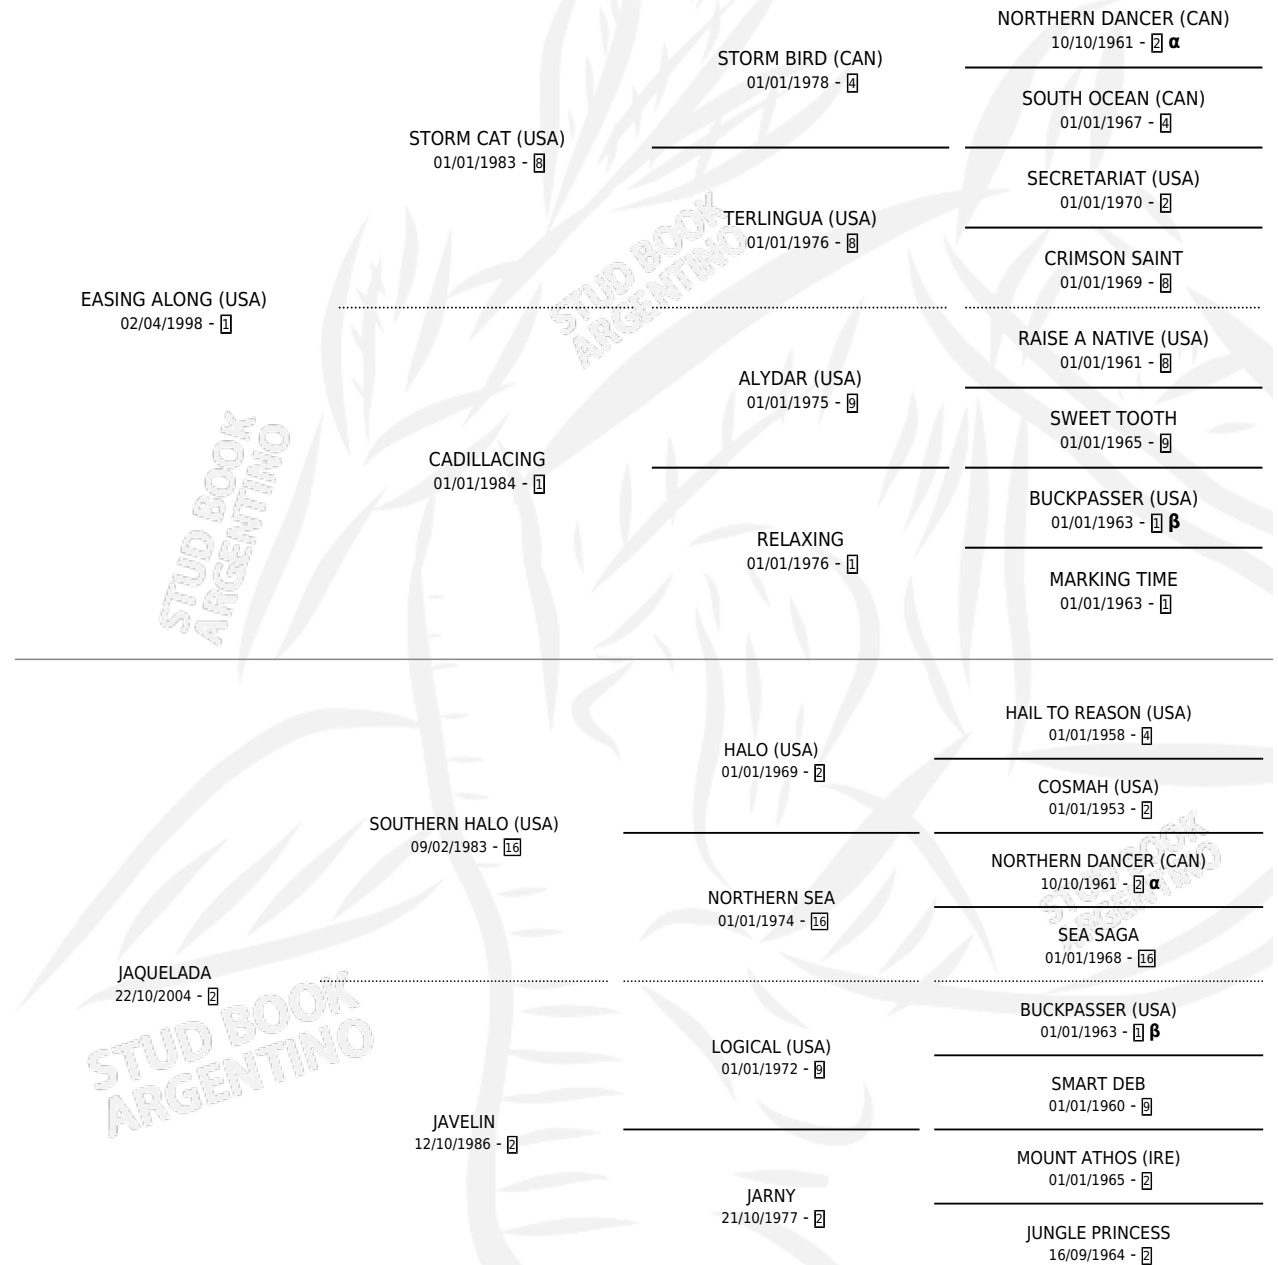 NORTHERN DANCER (CAN)
10/10/1961 - 2 α
STORM BIRD (CAN)
01/01/1978 - 4
SOUTH OCEAN (CAN)
01/01/1967 - 4
STORM CAT (USA)
01/01/1983 - 8
SECRETARIAT (USA)
01/01/1970 - 2
TERLINGUA (USA)
01/01/1976 - 8
CRIMSON SAINT
01/01/1969 - 8
EASING ALONG (USA)
02/04/1998 - 1
RAISE A NATIVE (USA)
01/01/1961 - 8
ALYDAR (USA)
01/01/1975 - 9
SWEET TOOTH
01/01/1965 - 9
CADILLACING
01/01/1984 - 1
BUCKPASSER (USA)
01/01/1963 - 1 β
RELAXING
01/01/1976 - 1
MARKING TIME
01/01/1963 - 1
HAIL TO REASON (USA)
01/01/1958 - 4
HALO (USA)
01/01/1969 - 2
COSMAH (USA)
01/01/1953 - 2
SOUTHERN HALO (USA)
09/02/1983 - 16
NORTHERN DANCER (CAN)
10/10/1961 - 2 α
NORTHERN SEA
01/01/1974 - 16
SEA SAGA
01/01/1968 - 16
JAQUELADA
22/10/2004 - 2
BUCKPASSER (USA)
01/01/1963 - 1 β
LOGICAL (USA)
01/01/1972 - 9
SMART DEB
01/01/1960 - 9
JAVELIN
12/10/1986 - 2
MOUNT ATHOS (IRE)
01/01/1965 - 2
JARNY
21/10/1977 - 2
JUNGLE PRINCESS
16/09/1964 - 2
STUD BOOK
ARGENTINO
STUD BOOK
ARGENTINO
STUD BOOK
ARGENTINO
STUD BOOK
ARGENTINO